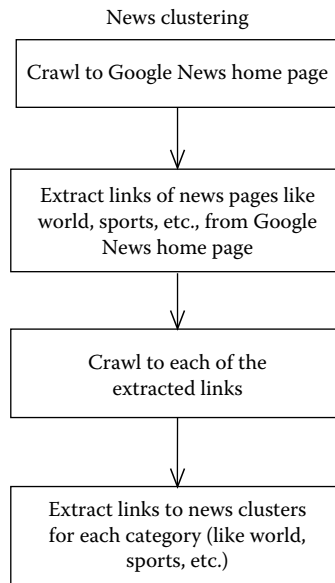 News clustering
Crawl to Google News home page
Extract links of news pages like
world, sports, etc., from Google
News home page
Crawl to each of the
extracted links
Extract links to news clusters
for each category (like world,
sports, etc.)